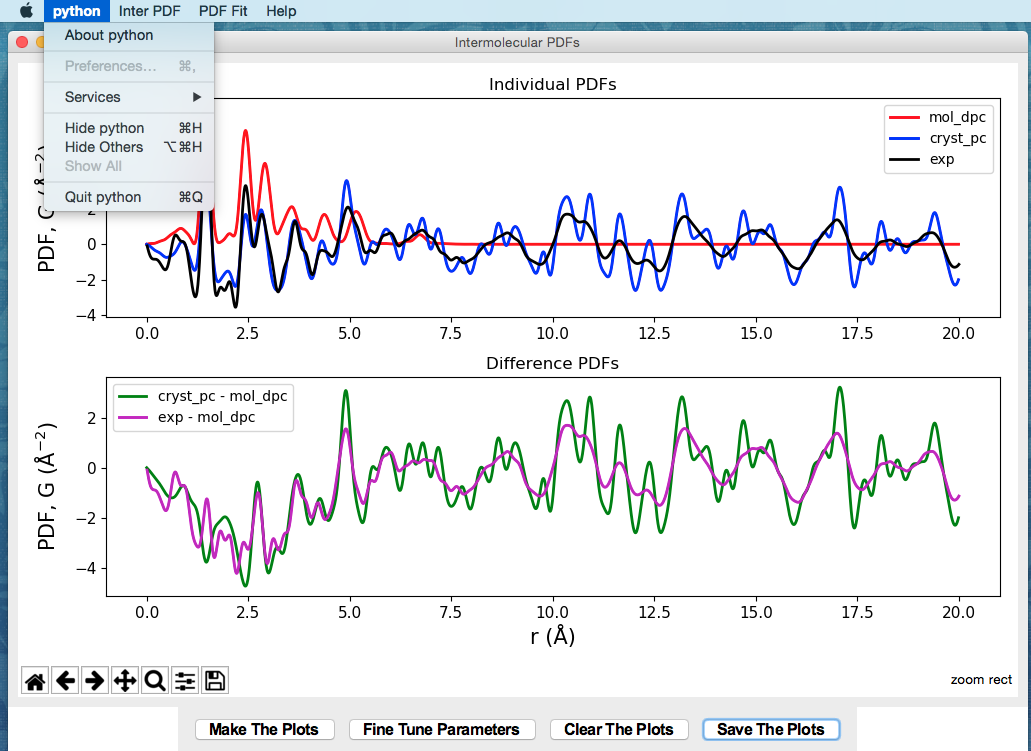 python Inter PDF PDF Fit Help
About python
Preferences... ⌘,
Services ▶
Hide python ⌘H
Hide Others ⌥⌘H
Show All
Quit python ⌘Q
Intermolecular PDFs
Individual PDFs
mol_dpc
cryst_pc
exp
PDF, G (Å⁻²)
2
0
−2
−4
0.0 2.5 5.0 7.5 10.0 12.5 15.0 17.5 20.0
Difference PDFs
cryst_pc - mol_dpc
exp - mol_dpc
PDF, G (Å⁻²)
2
0
−2
−4
0.0 2.5 5.0 7.5 10.0 12.5 15.0 17.5 20.0
r (Å)
zoom rect
Make The Plots Fine Tune Parameters Clear The Plots Save The Plots